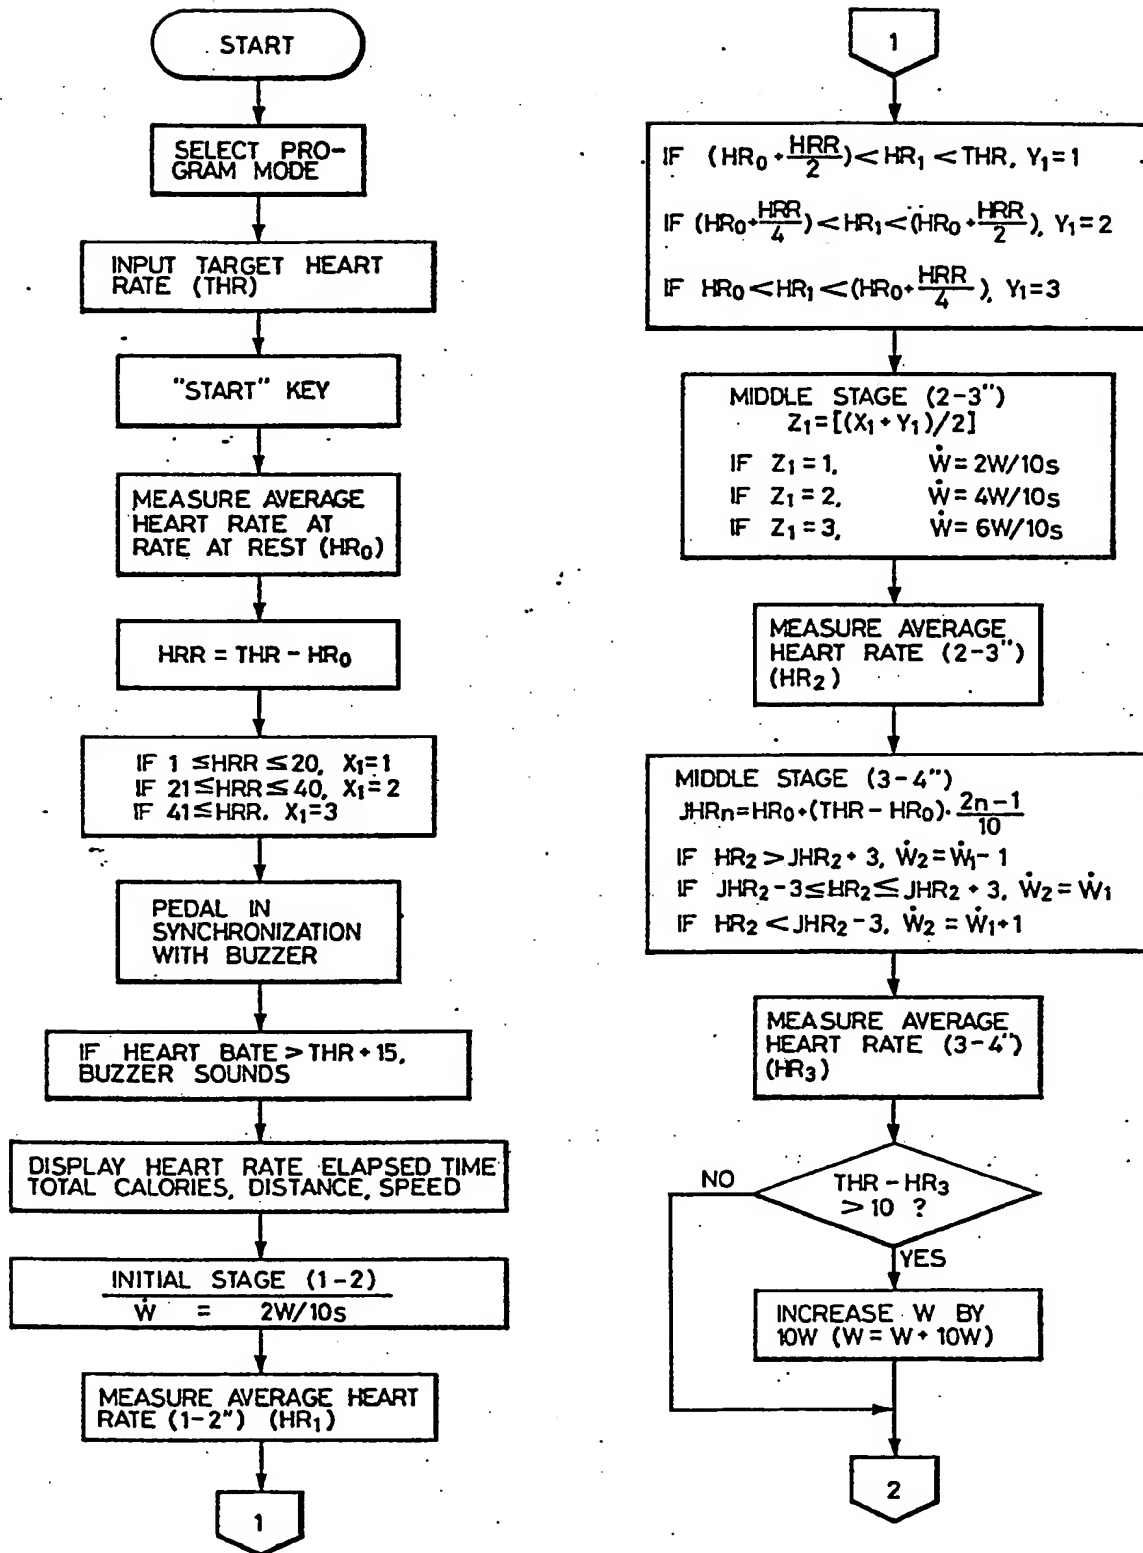 START
SELECT PRO-
GRAM MODE
INPUT TARGET HEART
RATE (THR)
"START" KEY
MEASURE AVERAGE
HEART RATE AT
RATE AT REST (HR₀)
HRR = THR - HR₀
IF 1 ≤HRR ≤20, X₁=1
IF 21≤HRR≤40, X₁=2
IF 41≤HRR. X₁=3
PEDAL IN
SYNCHRONIZATION
WITH BUZZER
IF HEART BATE > THR + 15,
BUZZER SOUNDS
DISPLAY HEART RATE ELAPSED TIME
TOTAL CALORIES, DISTANCE, SPEED
INITIAL STAGE (1-2)
Ẇ = 2W/10s
MEASURE AVERAGE HEART
RATE (1-2") (HR₁)
1
1
IF (HR₀ + HRR/2) < HR₁ < THR, Y₁=1
IF (HR₀+HRR/4) < HR₁ < (HR₀+HRR/2), Y₁=2
IF HR₀ < HR₁ < (HR₀+HRR/4), Y₁=3
MIDDLE STAGE (2-3")
Z₁=[(X₁+Y₁)/2]
IF Z₁=1, Ẇ=2W/10s
IF Z₁=2, Ẇ=4W/10s
IF Z₁=3, Ẇ=6W/10s
MEASURE AVERAGE
HEART RATE (2-3")
(HR₂)
MIDDLE STAGE (3-4")
JHRn=HR₀+(THR-HR₀)·2n-1/10
IF HR₂>JHR₂+3, Ẇ₂=Ẇ₁-1
IF JHR₂-3≤HR₂≤JHR₂+3, Ẇ₂=Ẇ₁
IF HR₂<JHR₂-3, Ẇ₂=Ẇ₁+1
MEASURE AVERAGE
HEART RATE (3-4")
(HR₃)
THR-HR₃
>10 ?
NO
YES
INCREASE W BY
10W (W=W+10W)
2